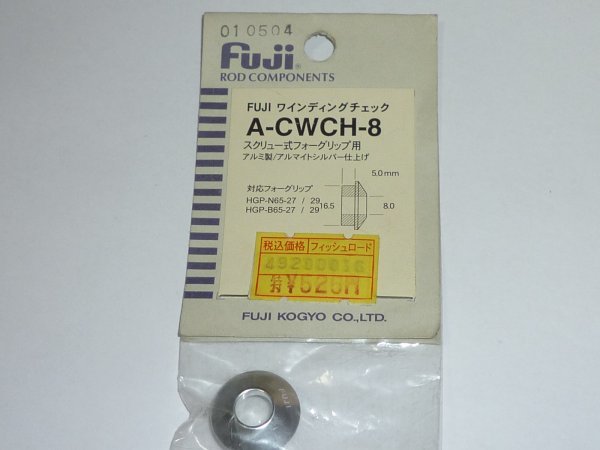 010504
Fuji®
ROD COMPONENTS
FUJI ワインディングチェック
A-CWCH-8
スクリュー式フォーグリップ用
アルミ製/アルマイトシルバー仕上げ
5.0mm
対応フォーグリップ
HGP-N65-27 / 29
HGP-B65-27 / 29
16.5
8.0
税込価格 フィッシュロード
49280036
¥525
FUJI KOGYO CO.,LTD.
FUJI